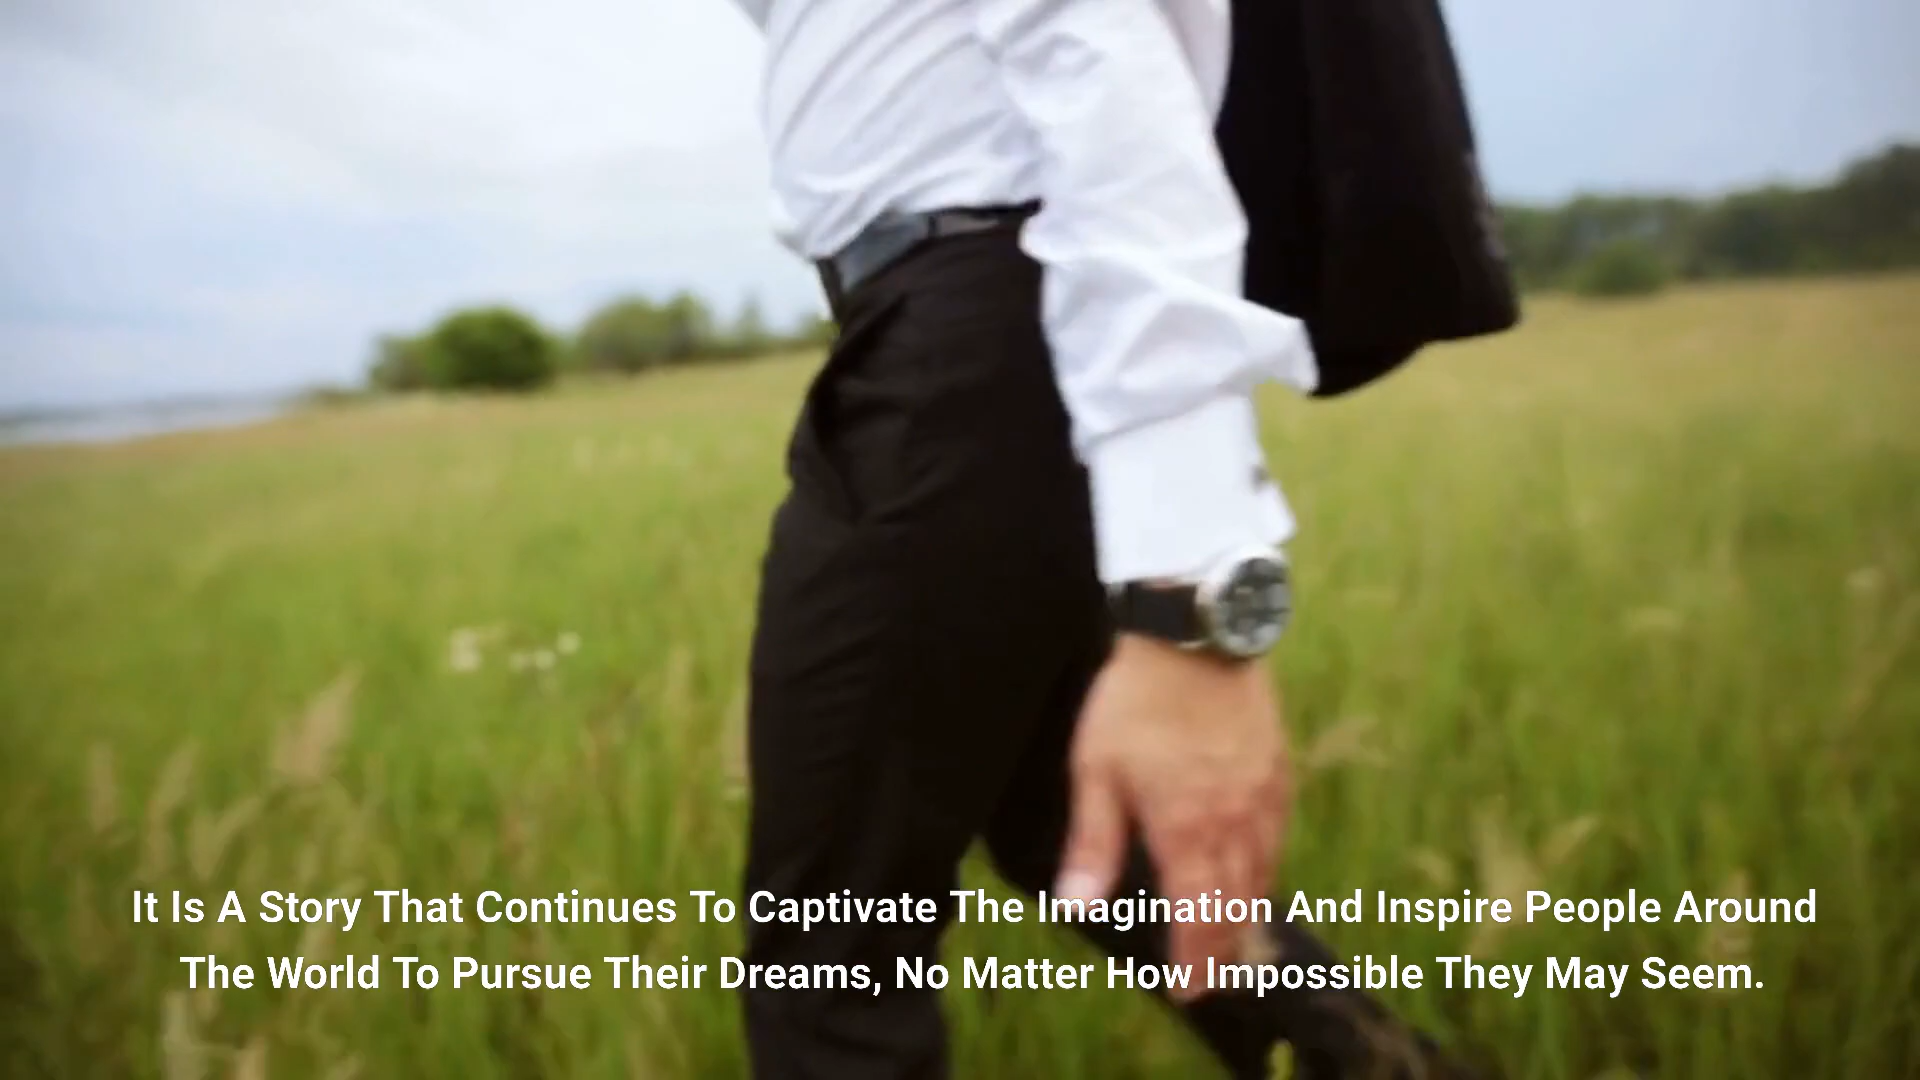 It Is A Story That Continues To Captivate The Imagination And Inspire People Around
The World To Pursue Their Dreams, No Matter How Impossible They May Seem.